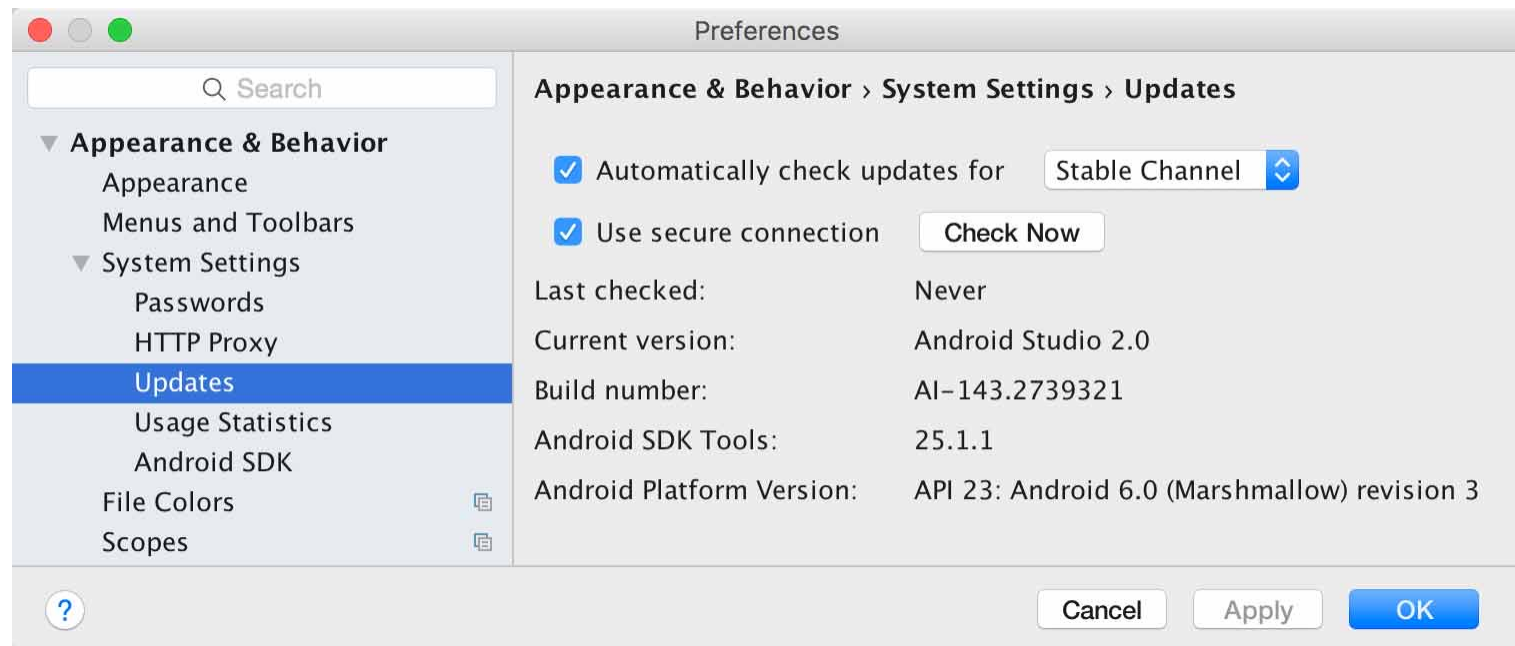 Preferences
Search
Appearance & Behavior
Appearance
Menus and Toolbars
System Settings
Passwords
HTTP Proxy
Updates
Usage Statistics
Android SDK
File Colors
Scopes
Appearance & Behavior › System Settings › Updates
Automatically check updates for Stable Channel
Use secure connection Check Now
Last checked: Never
Current version: Android Studio 2.0
Build number: AI-143.2739321
Android SDK Tools: 25.1.1
Android Platform Version: API 23: Android 6.0 (Marshmallow) revision 3
? Cancel Apply OK